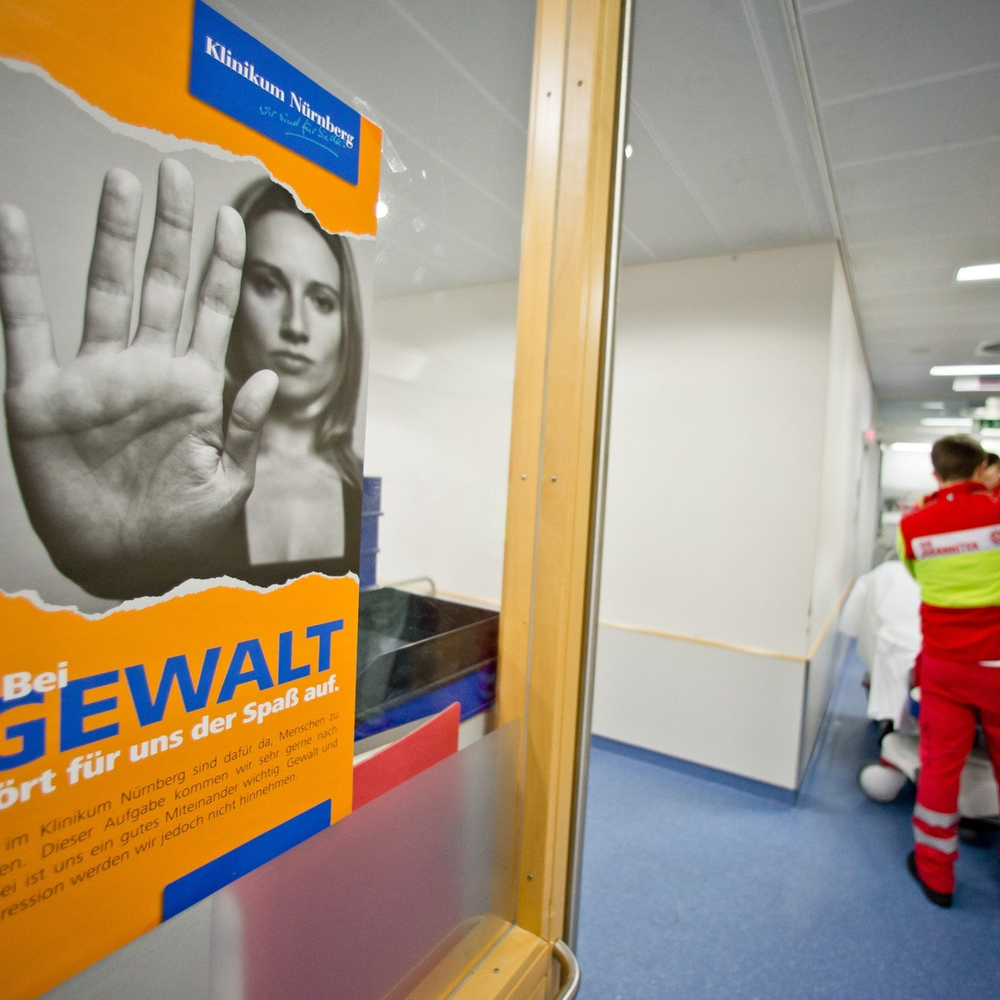 Klinikum Nürnberg
Wir sind für Sie da.
Bei
GEWALT
ört für uns der Spaß auf.
im Klinikum Nürnberg sind dafür da, Menschen zu
en. Dieser Aufgabe kommen wir sehr gerne nach.
ei ist uns ein gutes Miteinander wichtig. Gewalt und
ression werden wir jedoch nicht hinnehmen.
DIE
JOHANNITER